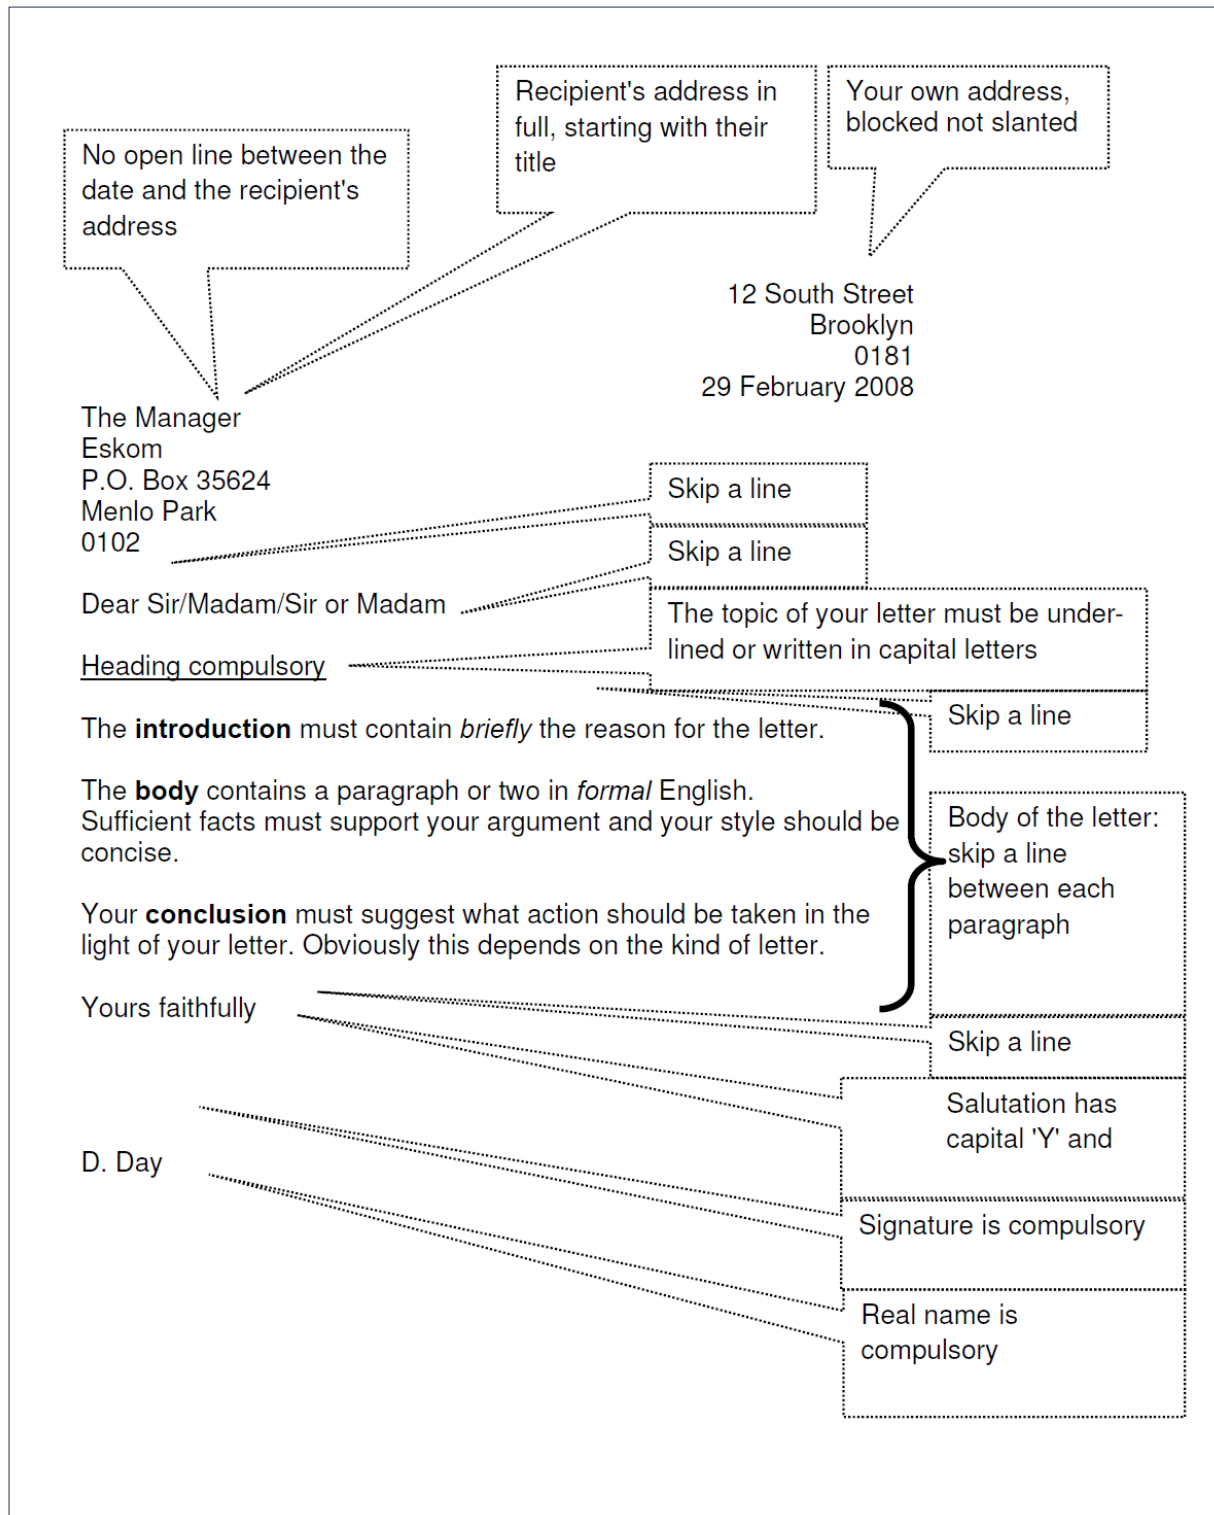 Recipient's address in
full, starting with their
title
Your own address,
blocked not slanted
No open line between the
date and the recipient's
address
12 South Street
Brooklyn
0181
29 February 2008
The Manager
Eskom
P.O. Box 35624
Menlo Park
0102
Skip a line
Skip a line
Dear Sir/Madam/Sir or Madam
The topic of your letter must be under-
lined or written in capital letters
Heading compulsory
Skip a line
The introduction must contain briefly the reason for the letter.
The body contains a paragraph or two in formal English.
Sufficient facts must support your argument and your style should be
concise.
Body of the letter:
skip a line
between each
paragraph
Your conclusion must suggest what action should be taken in the
light of your letter. Obviously this depends on the kind of letter.
Yours faithfully
Skip a line
Salutation has
capital 'Y' and
D. Day
Signature is compulsory
Real name is
compulsory